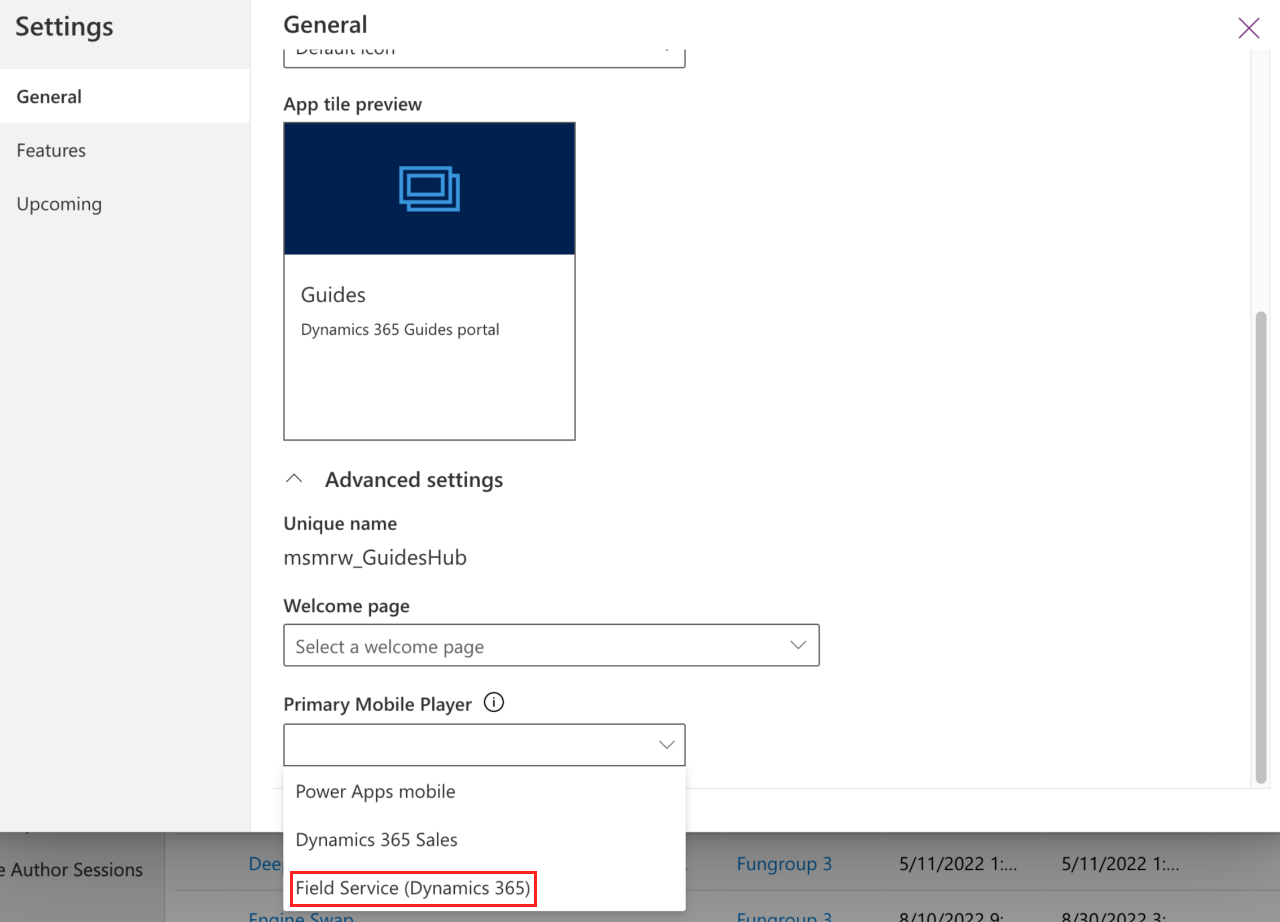 Settings
General
Features
Upcoming
General
Default icon
App tile preview
Guides
Dynamics 365 Guides portal
Advanced settings
Unique name
msmrw_GuidesHub
Welcome page
Select a welcome page
Primary Mobile Player
Power Apps mobile
Dynamics 365 Sales
Field Service (Dynamics 365)
e Author Sessions
Dee
Fungroup 3
5/11/2022 1:...
5/11/2022 1:...
Engine Swap
Fungroup 3
8/10/2022 9:
8/30/2022 3: